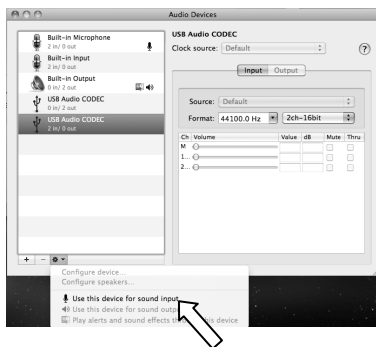 Audio Devices
Built-in Microphone
2 in/ 0 out
Built-in Input
2 in/ 0 out
Built-in Output
0 in/ 2 out
USB Audio CODEC
0 in/ 2 out
USB Audio CODEC
2 in/ 0 out
+ −
USB Audio CODEC
Clock source: Default
?
Input Output
Source: Default
Format: 44100.0 Hz 2ch-16bit
Ch Volume Value dB Mute Thru
M
1...
2...
Configure device...
Configure speakers...
Use this device for sound input
Use this device for sound outp
Play alerts and sound effects th is device